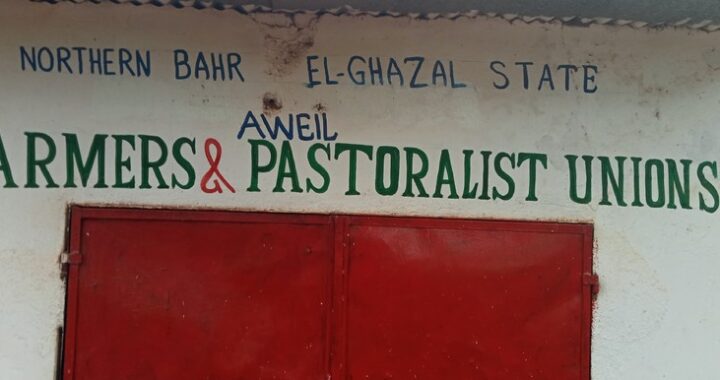 NORTHERN BAHR EL-GHAZAL STATE
AWEIL
ARMERS & PASTORALIST UNIONS